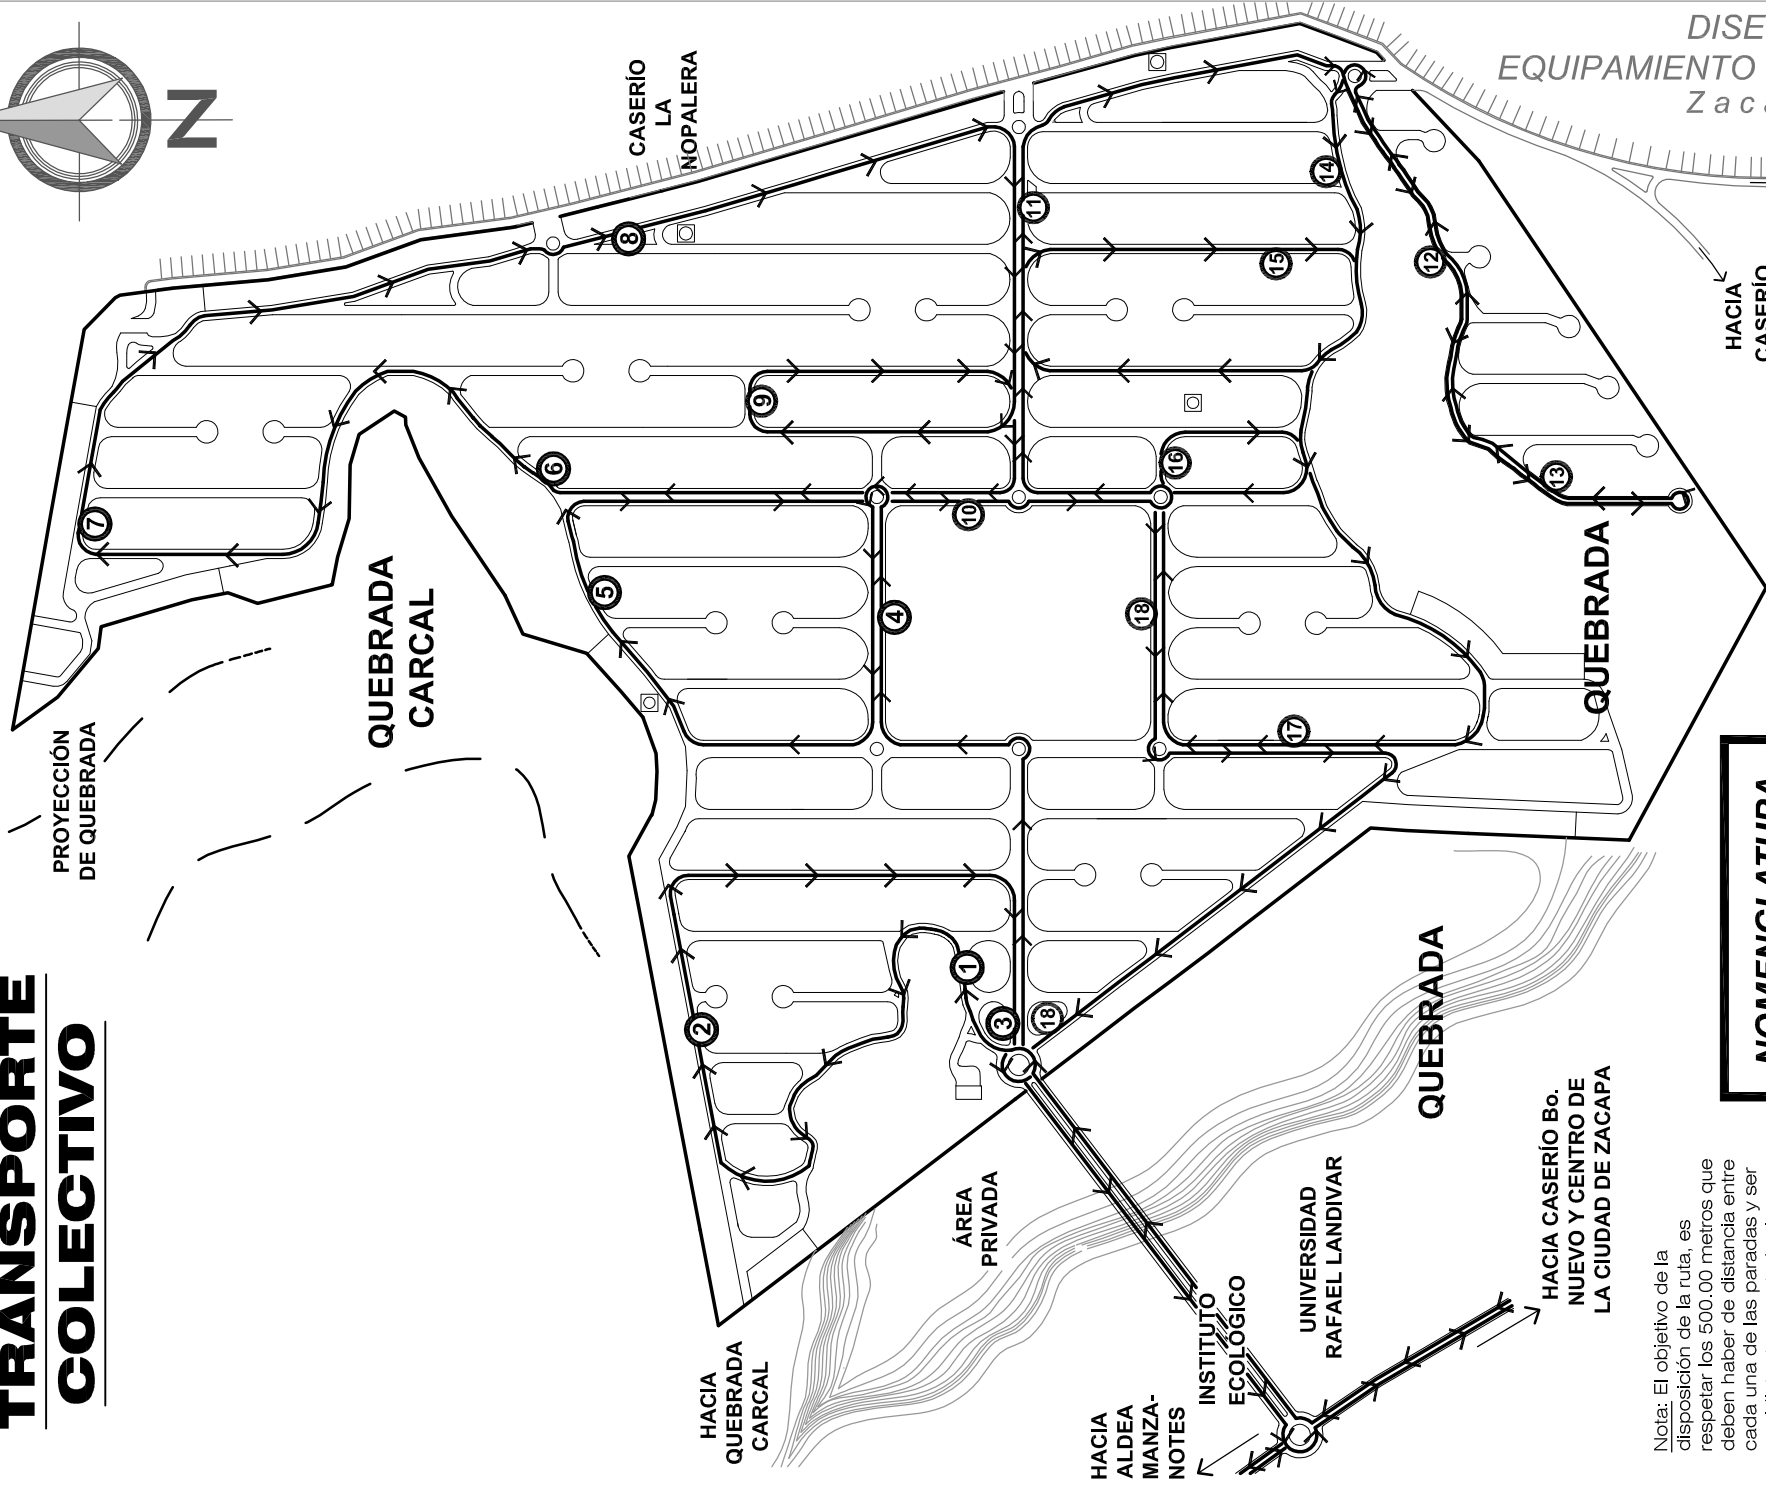 TRANSPORTE
COLECTIVO
Z
DISE
EQUIPAMIENTO
Zaca
CASERÍO
LA
NOPALERA
HACIA
CASERÍO
PROYECCIÓN
DE QUEBRADA
QUEBRADA
CARCAL
QUEBRADA
QUEBRADA
ÁREA
PRIVADA
HACIA
QUEBRADA
CARCAL
HACIA
ALDEA
MANZA-
NOTES
INSTITUTO
ECOLOGICO
UNIVERSIDAD
RAFAEL LANDIVAR
HACIA CASERÍO Bo.
NUEVO Y CENTRO DE
LA CIUDAD DE ZACAPA
NOMENCLATURA
Nota: El objetivo de la
disposición de la ruta, es
respetar los 500.00 metros que
deben haber de distancia entre
cada una de las paradas y ser
1
2
3
4
5
6
7
8
9
10
11
12
13
14
15
16
17
18
18